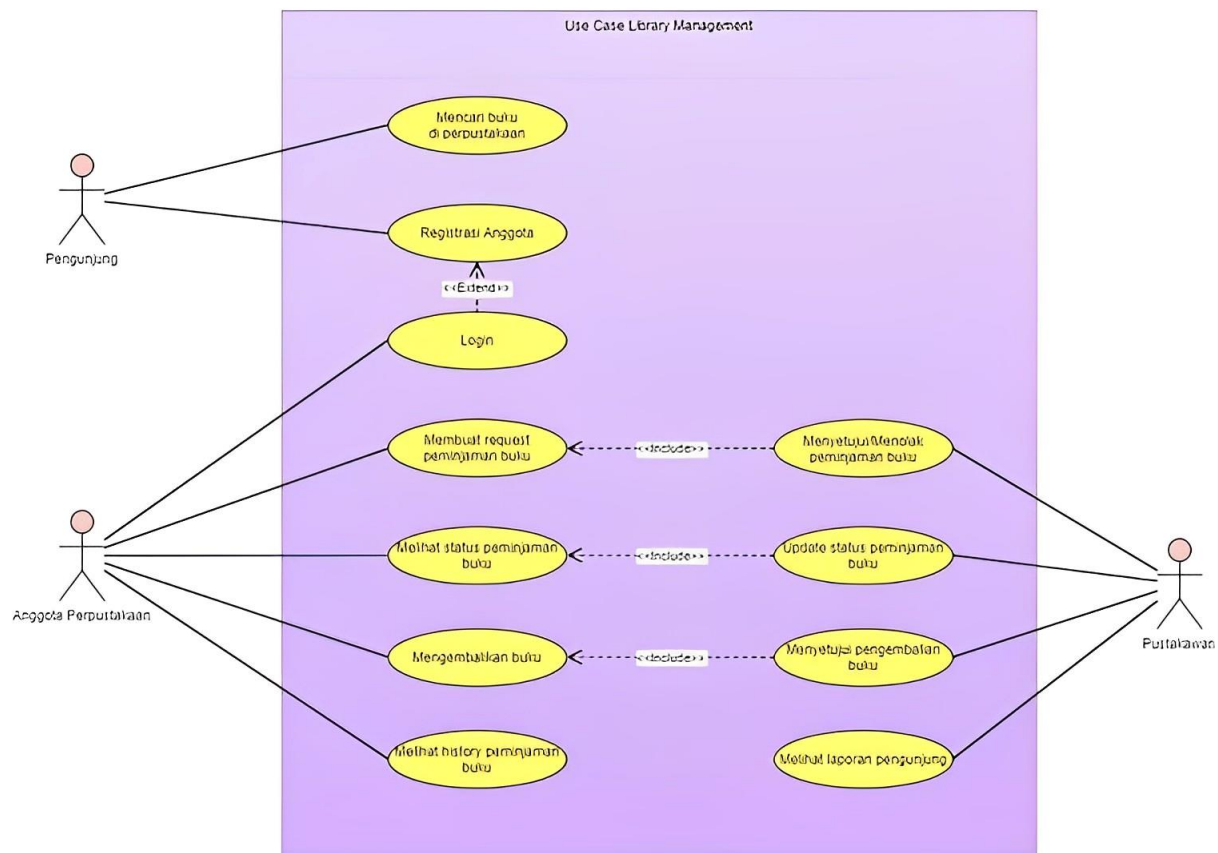 Use Case Library Management
Mencari buku
di perpustakaan
Pengunjung
Registrasi Anggota
<<Extend>>
Login
Membuat request
peminjaman buku
<<Include>>
Menyetujui/Menolak
peminjaman buku
Anggota Perpustakaan
Melihat status peminjaman
buku
<<Include>>
Update status peminjaman
buku
Pustakawan
Mengembalikan buku
<<Include>>
Menyetujui pengembalian
buku
Melihat history peminjaman
buku
Melihat laporan pengunjung